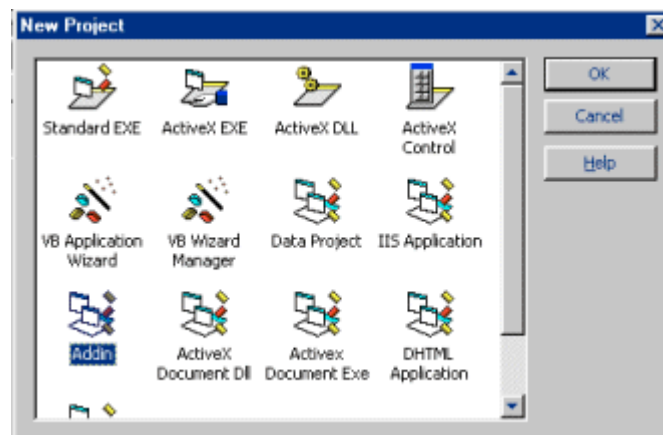 New Project
Standard EXE ActiveX EXE ActiveX DLL ActiveX
Control
VB Application VB Wizard Data Project IIS Application
Wizard Manager
Addin ActiveX Activex DHTML
Document Dll Document Exe Application
OK
Cancel
Help